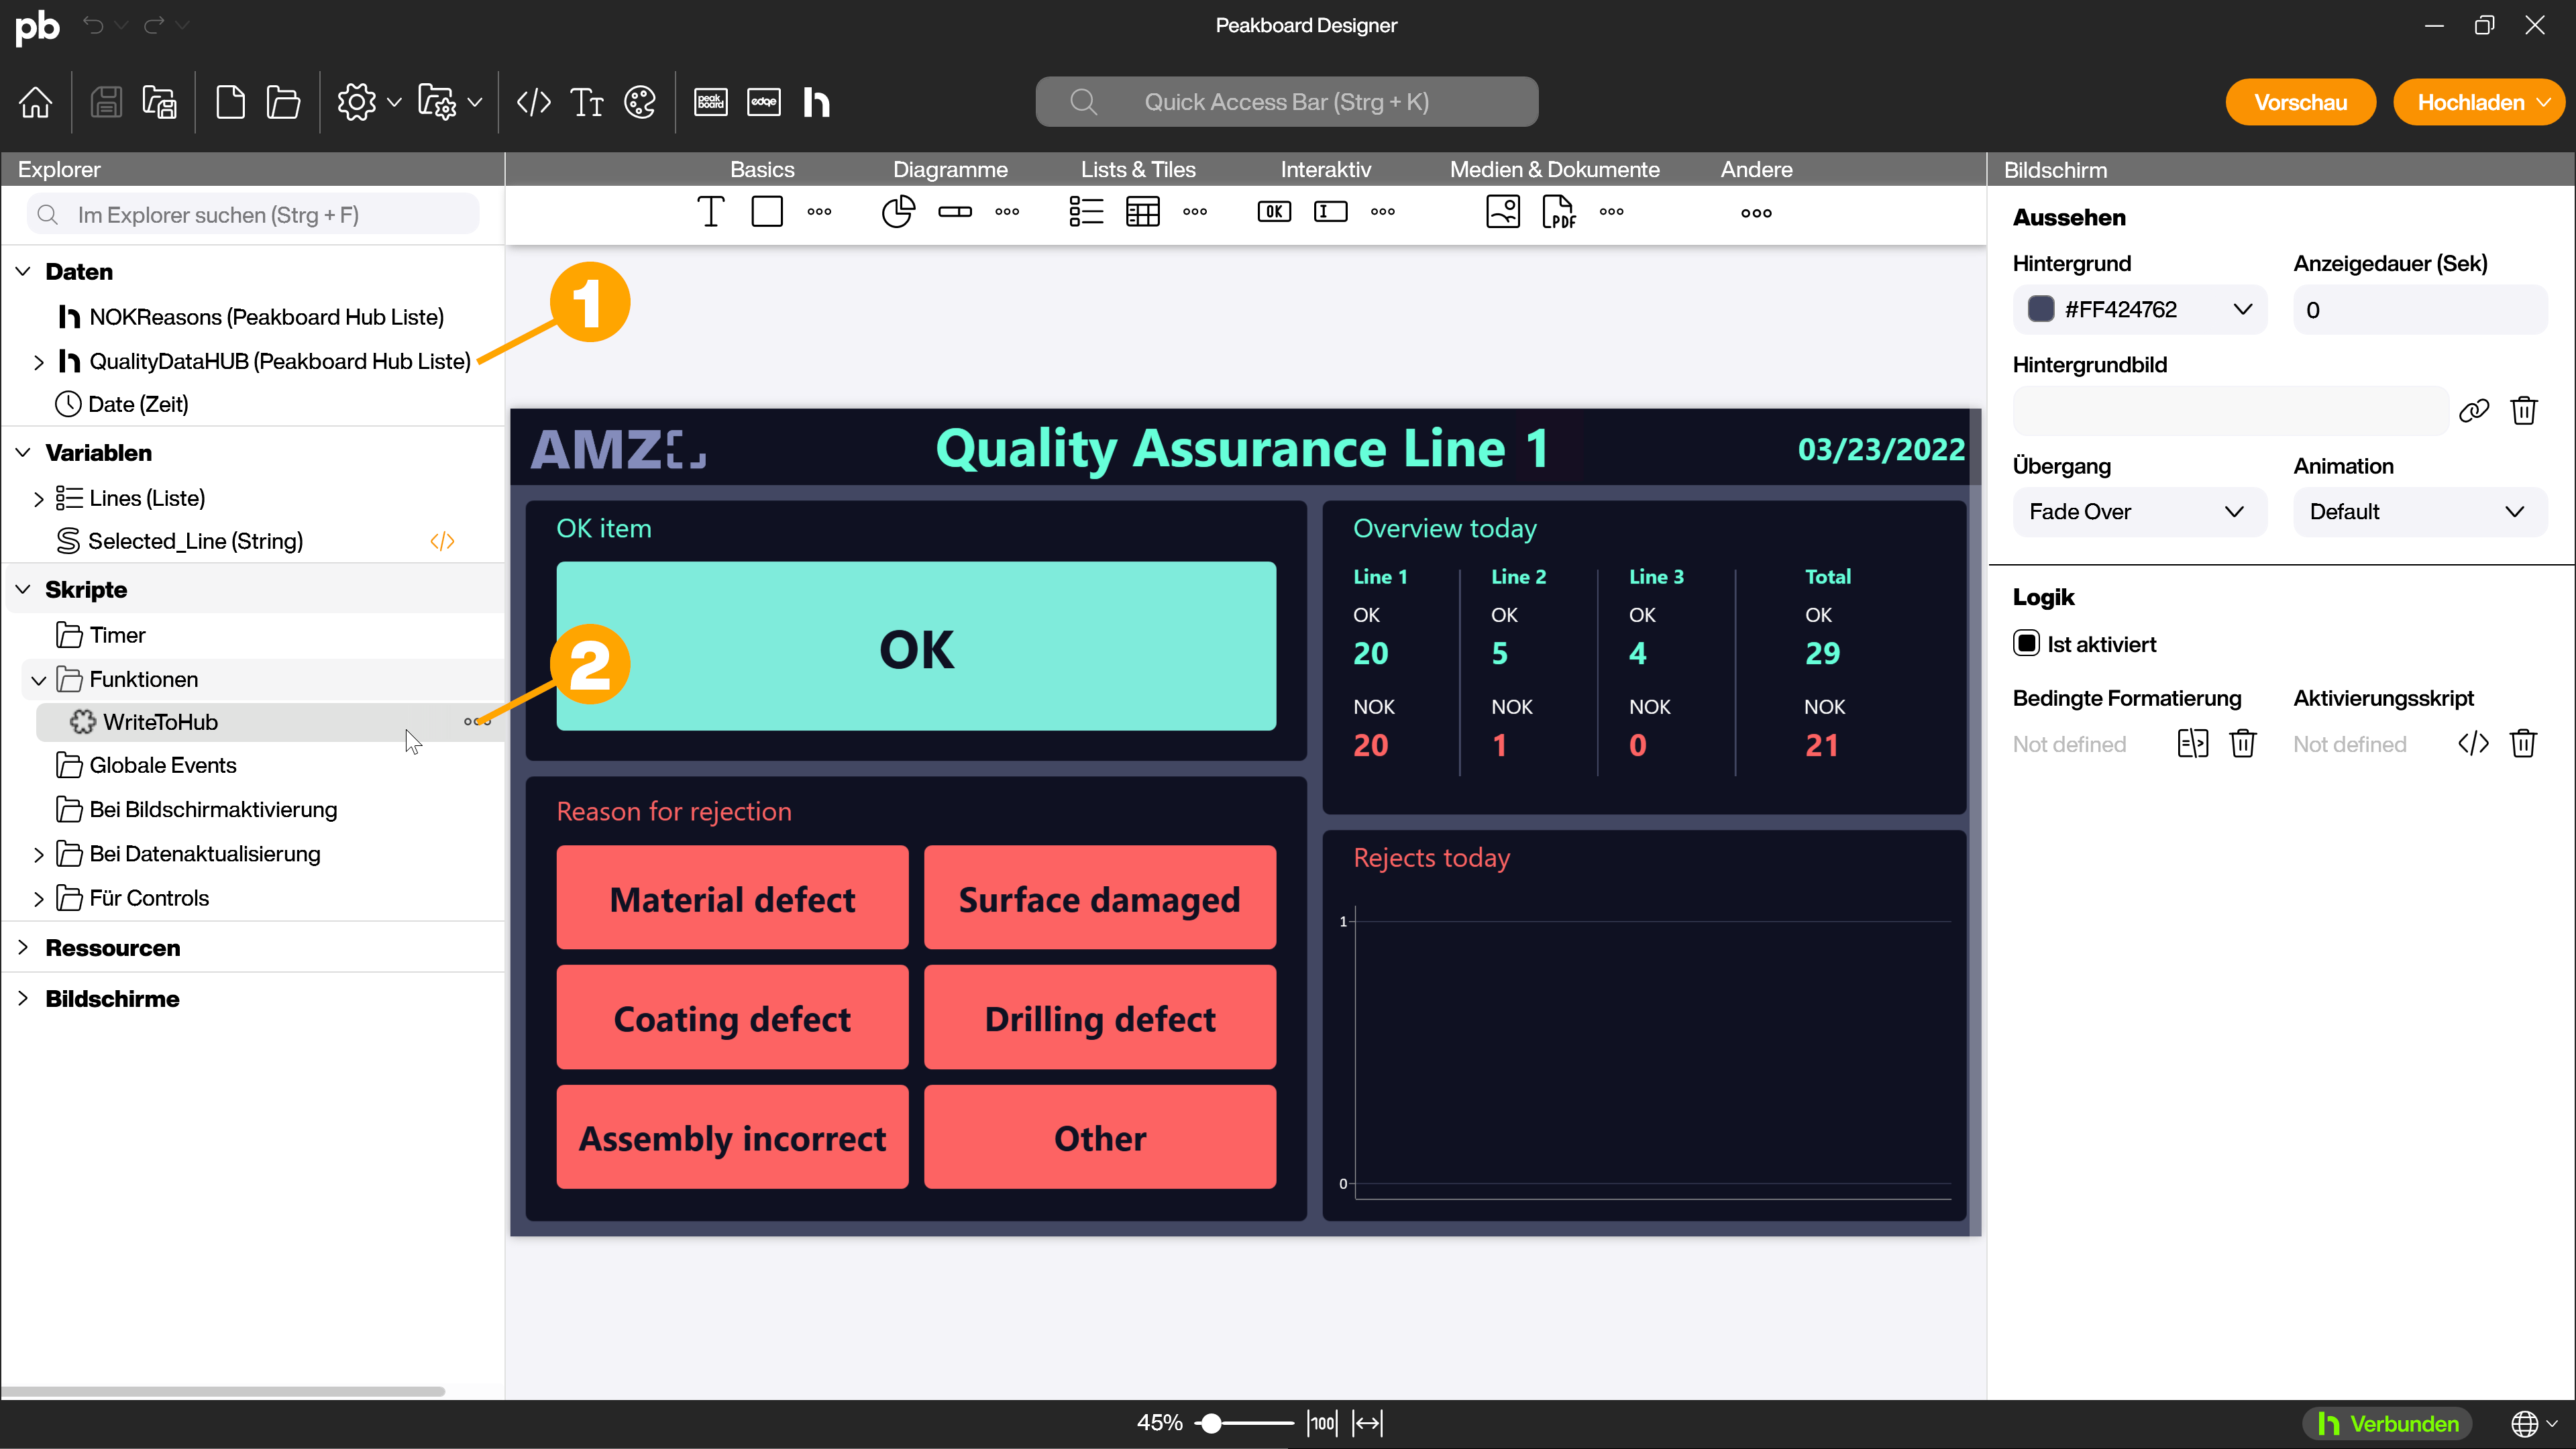 pb
Peakboard Designer
peak board
edge
Quick Access Bar (Strg + K)
Vorschau
Hochladen
Explorer
Basics
Diagramme
Lists & Tiles
Interaktiv
Medien & Dokumente
Andere
Bildschirm
Im Explorer suchen (Strg + F)
OK
I
PDF
Daten
NOKReasons (Peakboard Hub Liste)
QualityDataHUB (Peakboard Hub Liste)
Date (Zeit)
Variablen
Lines (Liste)
Selected_Line (String)
</>
Skripte
Timer
Funktionen
WriteToHub
Globale Events
Bei Bildschirmaktivierung
Bei Datenaktualisierung
Für Controls
Ressourcen
Bildschirme
1
2
AMZ
Quality Assurance Line 1
03/23/2022
OK item
OK
Reason for rejection
Material defect
Surface damaged
Coating defect
Drilling defect
Assembly incorrect
Other
Overview today
Line 1
Line 2
Line 3
Total
OK
OK
OK
OK
20
5
4
29
NOK
NOK
NOK
NOK
20
1
0
21
Rejects today
1
0
Aussehen
Hintergrund
Anzeigedauer (Sek)
#FF424762
0
Hintergrundbild
Übergang
Animation
Fade Over
Default
Logik
Ist aktiviert
Bedingte Formatierung
Aktivierungsskript
Not defined
Not defined
45%
100
Verbunden